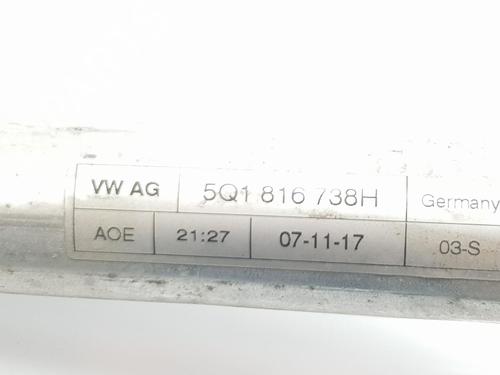 VW AG 5Q1 816 738H Germany
AOE 21:27 07-11-17 03-S